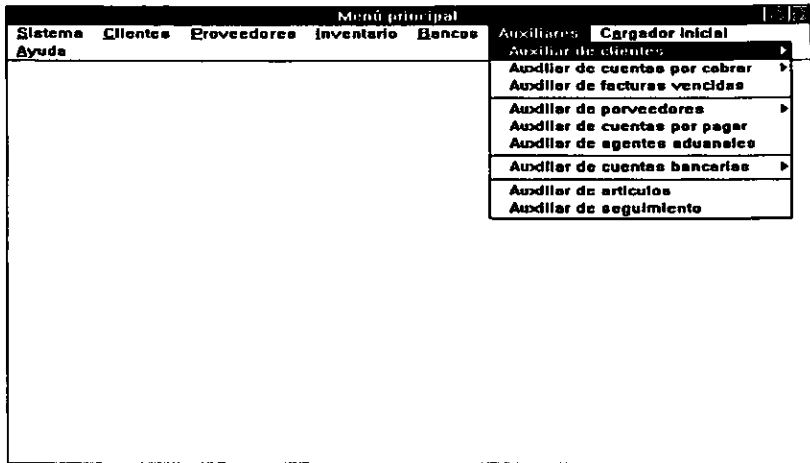 Menú principal
Sistema Clientes Proveedores Inventario Bancos Auxiliares Cargador Inicial
Ayuda
Auxiliar de clientes
Auxiliar de cuentas por cobrar
Auxiliar de facturas vencidas
Auxiliar de porveedores
Auxiliar de cuentas por pagar
Auxiliar de agentes aduanales
Auxiliar de cuentas bancarias
Auxiliar de articulos
Auxiliar de seguimiento